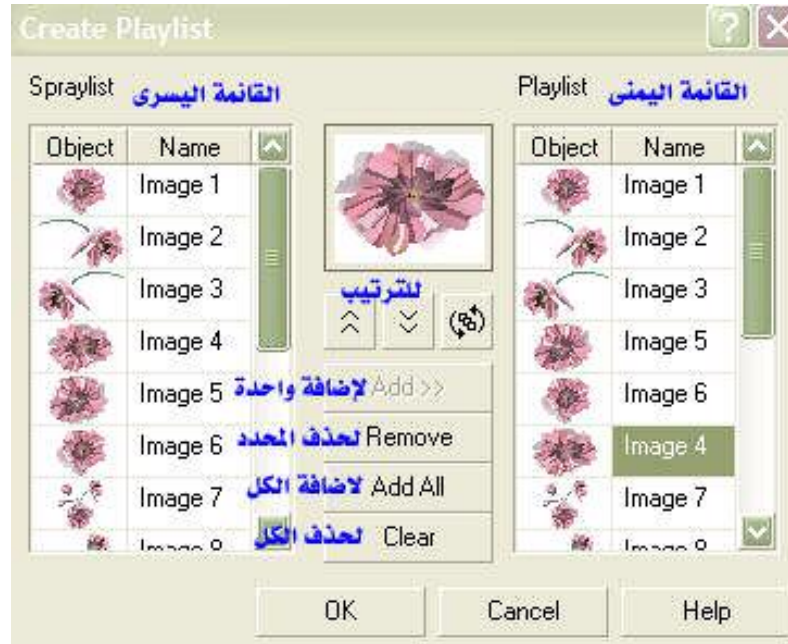 Create Playlist
Spraylist القائمة اليسرى
Playlist القائمة اليمنى
Object Name
Image 1
Image 2
Image 3
Image 4
Image 5
Image 6
Image 7
للترتيب
لإضافة واحدة Add >>
لحذف المحدد Remove
لاضافة الكل Add All
لحذف الكل Clear
Object Name
Image 1
Image 2
Image 3
Image 5
Image 6
Image 4
Image 7
OK Cancel Help